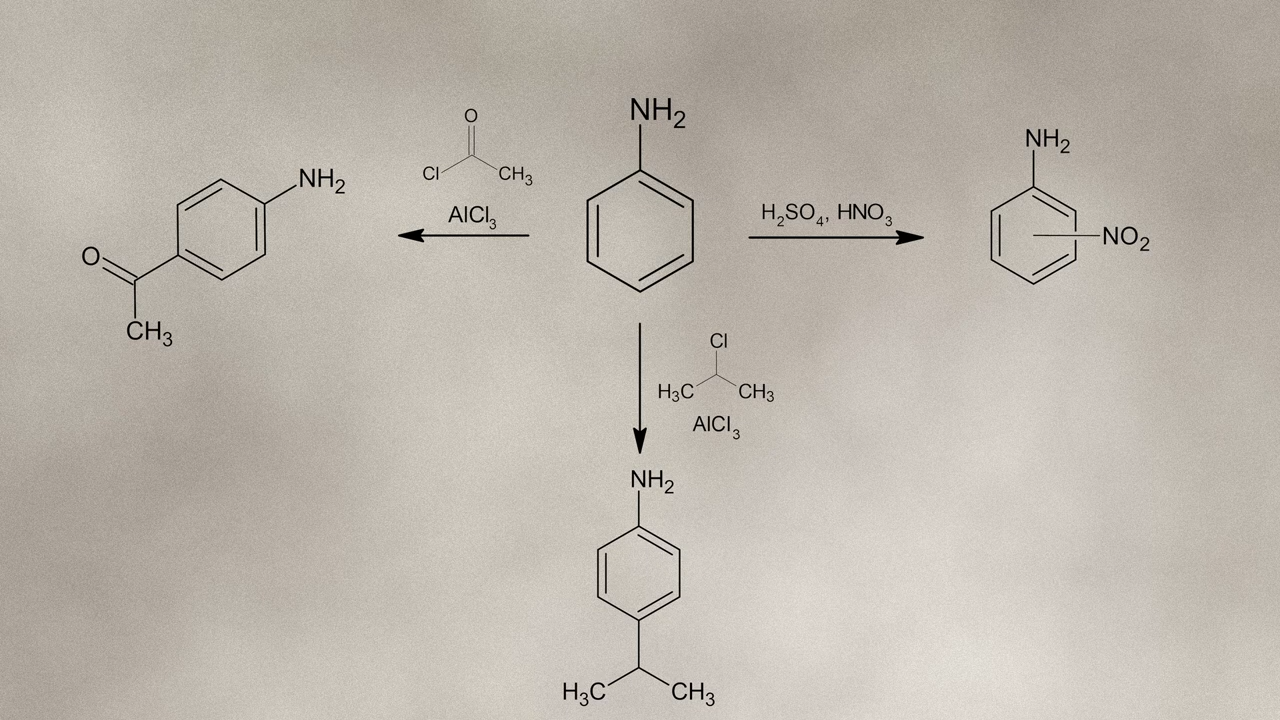 NH₂
O
Cl
CH₃
AlCl₃
NH₂
O
CH₃
H₂SO₄, HNO₃
NH₂
NO₂
Cl
H₃C
CH₃
AlCl₃
NH₂
H₃C
CH₃